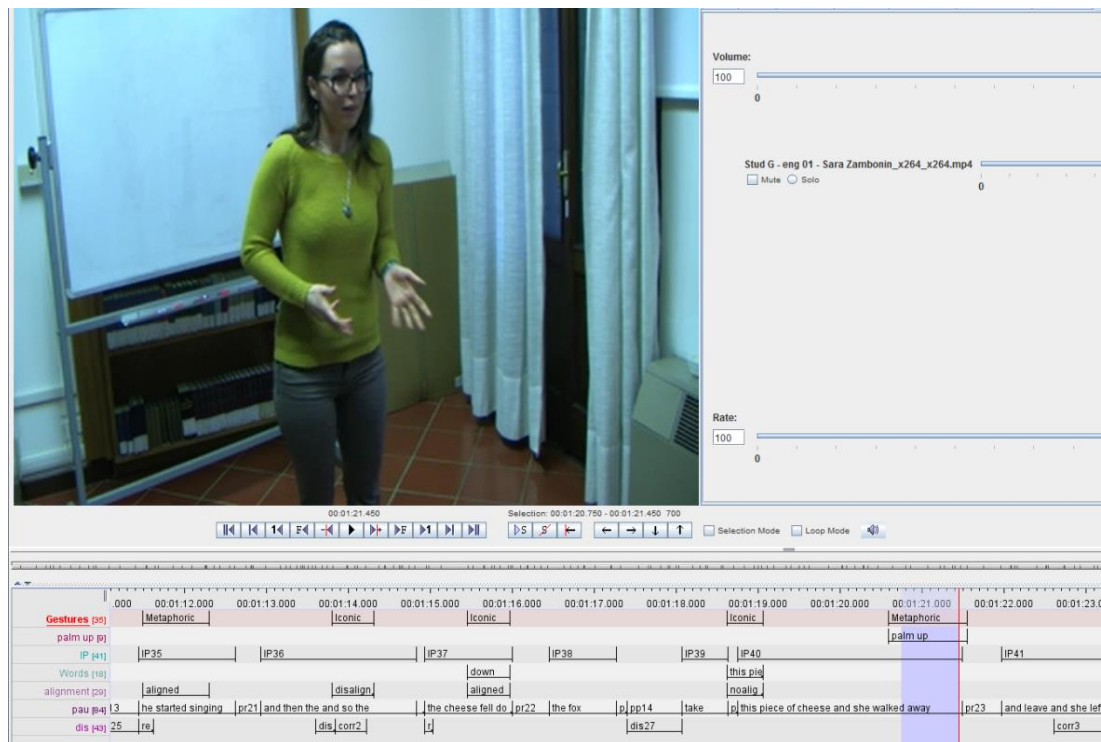 Volume:
100
0
Stud G - eng 01 - Sara Zambonin_x264_x264.mp4
Mute Solo
0
Rate:
100
0
00:01:21.450 Selection: 00:01:20.750 - 00:01:21.450 700
1 F F 1 S S Selection Mode Loop Mode
.000 00:01:12.000 00:01:13.000 00:01:14.000 00:01:15.000 00:01:16.000 00:01:17.000 00:01:18.000 00:01:19.000 00:01:20.000 00:01:21.000 00:01:22.000 00:01:23.0
Gestures [35] Metaphoric Iconic Iconic Iconic Metaphoric
palm up [9] palm up
IP [41] IP35 IP36 IP37 IP38 IP39 IP40 IP41
Words [18] down this pie
alignment [29] aligned disalign. aligned noalig.
pau [84] 13 he started singing pr21 and then the and so the the cheese fell do. pr22 the fox p. pp14 take p. this piece of cheese and she walked away pr23 and leave and she lef
dis [43] 25 re. dis. corr2 r. dis27 corr3